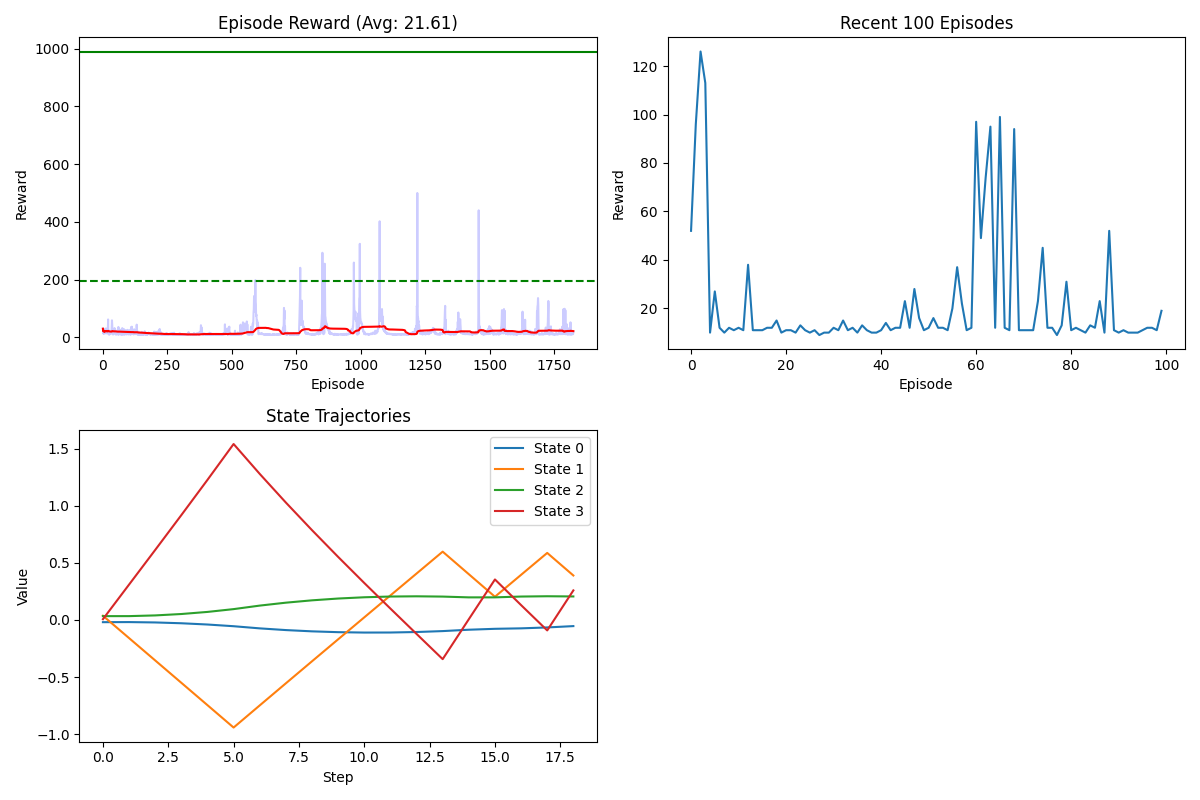 Episode Reward (Avg: 21.61)
1000
800
600
400
200
0
Reward
0 250 500 750 1000 1250 1500 1750
Episode
Recent 100 Episodes
120
100
80
60
40
20
Reward
0 20 40 60 80 100
Episode
State Trajectories
1.5
1.0
0.5
0.0
−0.5
−1.0
Value
State 0
State 1
State 2
State 3
0.0 2.5 5.0 7.5 10.0 12.5 15.0 17.5
Step